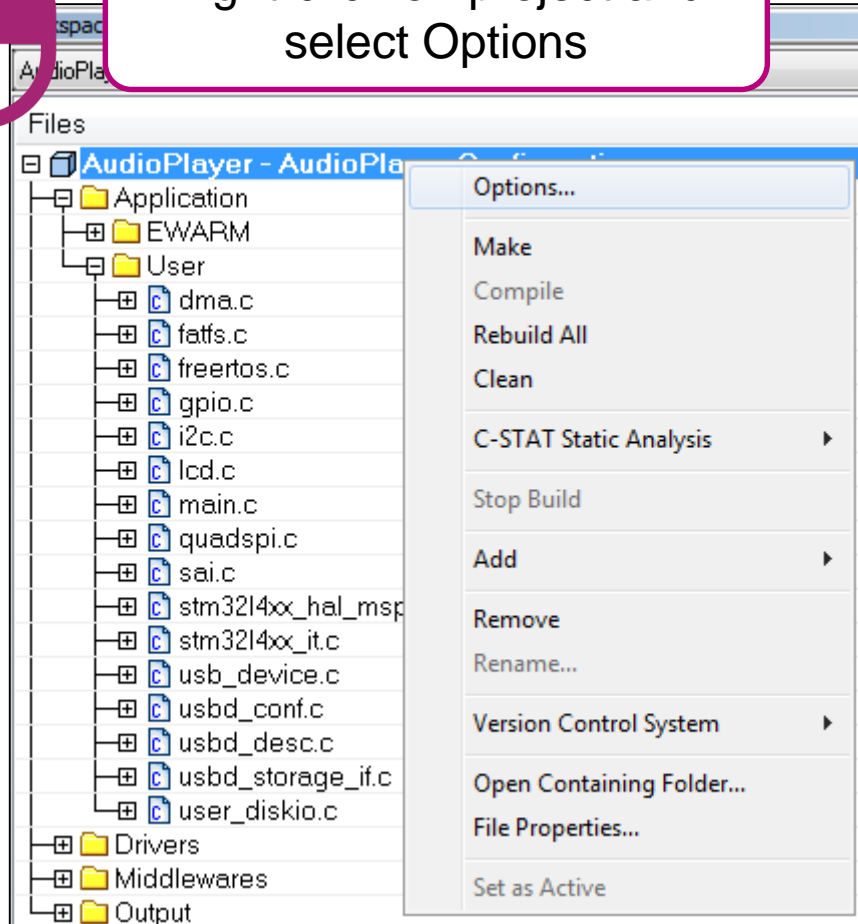 select Options
Files
AudioPlayer - AudioPla
Application
EWARM
User
dma.c
fatfs.c
freertos.c
gpio.c
i2c.c
lcd.c
main.c
quadspi.c
sai.c
stm32l4xx_hal_msp
stm32l4xx_it.c
usb_device.c
usbd_conf.c
usbd_desc.c
usbd_storage_if.c
user_diskio.c
Drivers
Middlewares
Output
Options...
Make
Compile
Rebuild All
Clean
C-STAT Static Analysis
Stop Build
Add
Remove
Rename...
Version Control System
Open Containing Folder...
File Properties...
Set as Active